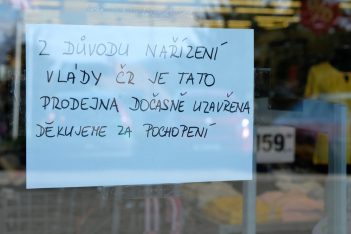 Z DŮVODU NAŘÍZENÍ
VLÁDY ČR JE TATO
PRODEJNA DOČASNĚ UZAVŘENA
DĚKUJEME ZA POCHOPENÍ
159